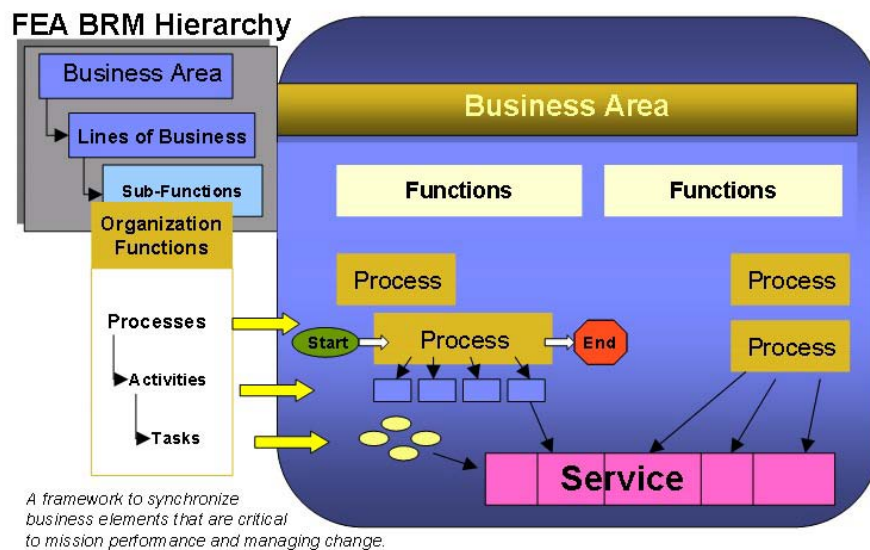 FEA BRM Hierarchy
Business Area
Lines of Business
Sub-Functions
Organization
Functions
Processes
Activities
Tasks
A framework to synchronize
business elements that are critical
to mission performance and managing change.
Business Area
Functions
Functions
Process
Process
Start
Process
End
Process
Service